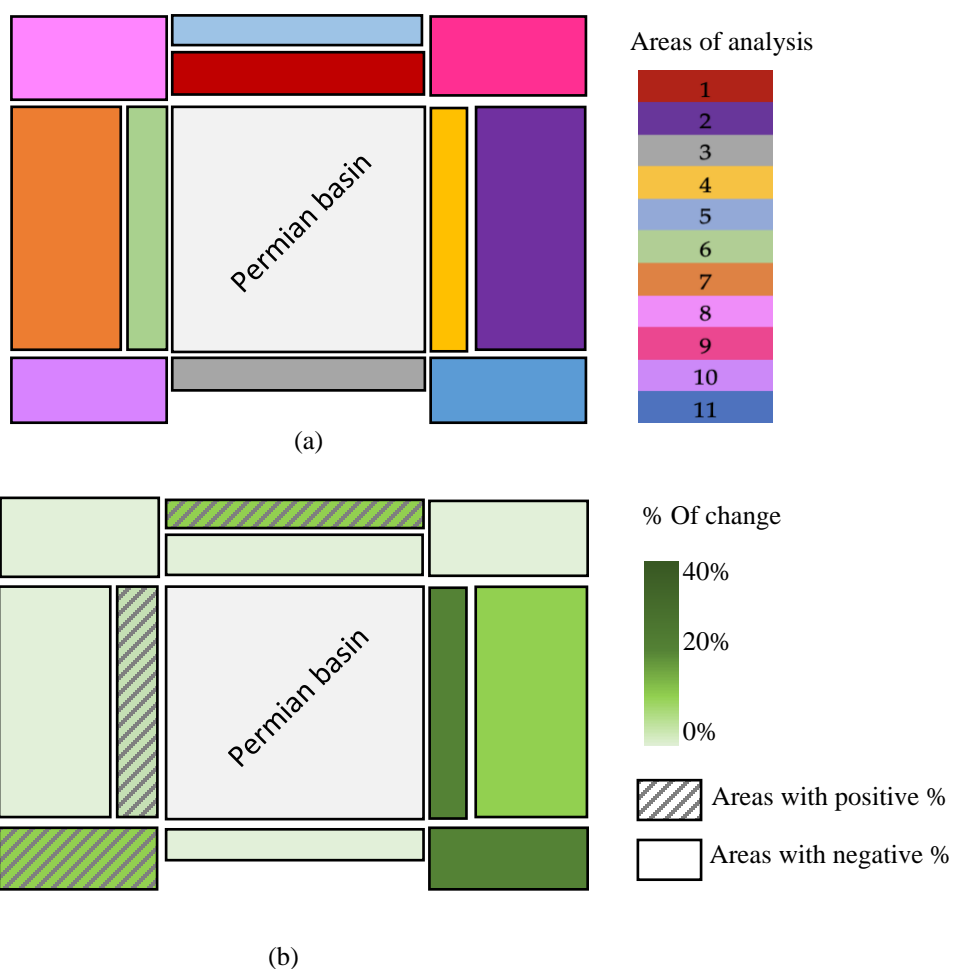 Areas of analysis
1
2
3
4
5
6
7
8
9
10
11
Permian basin
(a)
% Of change
40%
20%
0%
Permian basin
Areas with positive %
Areas with negative %
(b)